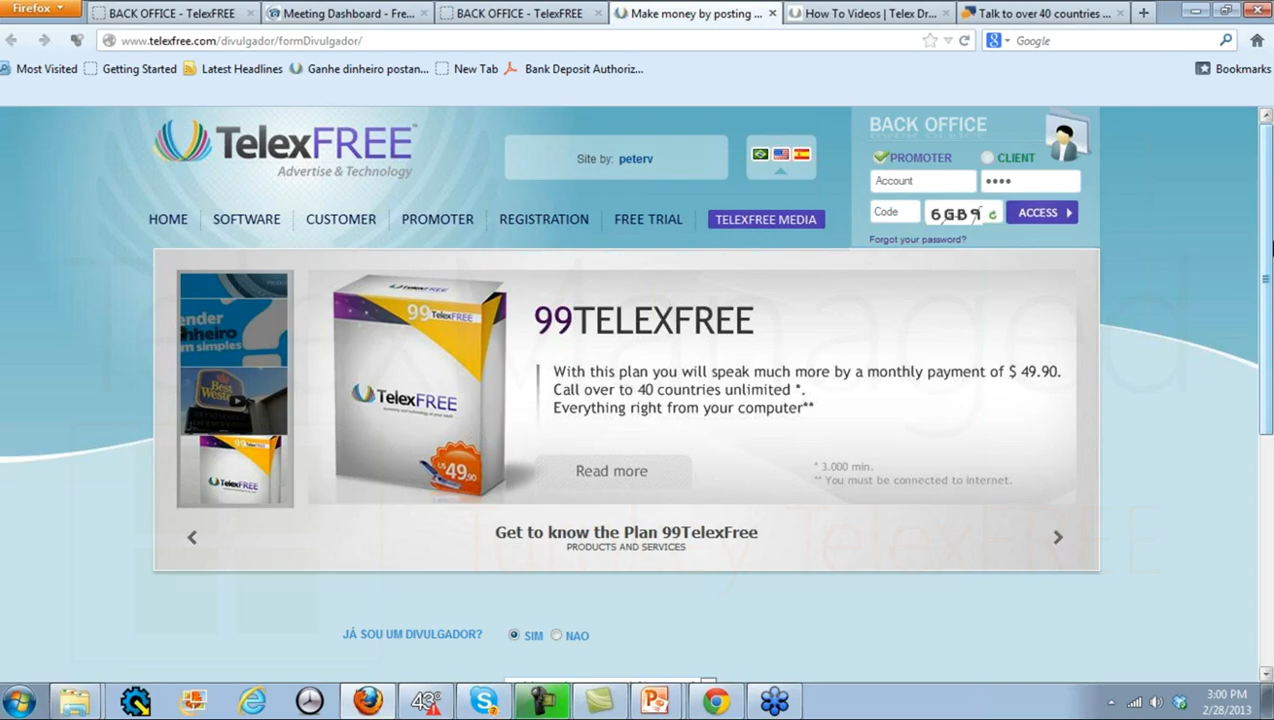 Firefox
BACK OFFICE - TelexFREE
Meeting Dashboard - Fre...
BACK OFFICE - TelexFREE
Make money by posting ...
How To Videos | Telex Dr...
Talk to over 40 countries ...
www.telexfree.com/divulgador/formDivulgador/
Google
Most Visited
Getting Started
Latest Headlines
Ganhe dinheiro postan...
New Tab
Bank Deposit Authoriz...
Bookmarks
TelexFREE™
Advertise & Technology
Site by: peterv
BACK OFFICE
PROMOTER
CLIENT
Account
Code
6GB9
ACCESS
Forgot your password?
HOME
SOFTWARE
CUSTOMER
PROMOTER
REGISTRATION
FREE TRIAL
TELEXFREE MEDIA
99TelexFREE
TelexFREE
US 49,90
99TELEXFREE
With this plan you will speak much more by a monthly payment of $ 49.90.
Call over to 40 countries unlimited *.
Everything right from your computer**
Read more
* 3.000 min.
** You must be connected to internet.
Get to know the Plan 99TelexFree
PRODUCTS AND SERVICES
JÁ SOU UM DIVULGADOR?
SIM
NAO
3:00 PM
2/28/2013